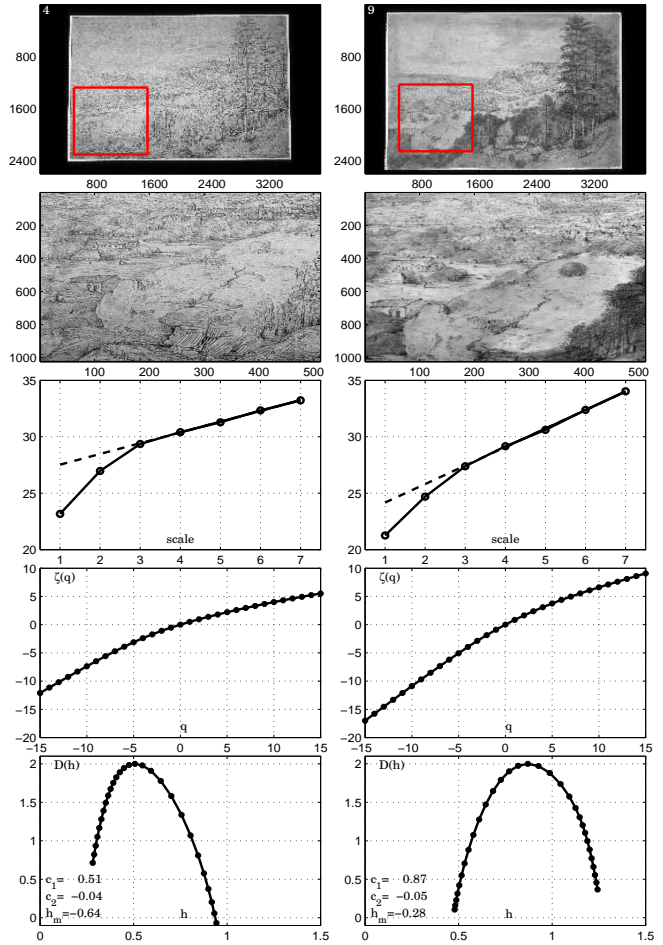 4
9
800
1600
2400
800
1600
2400
800 1600 2400 3200
800 1600 2400 3200
200
400
600
800
1000
200
400
600
800
1000
100 200 300 400 500
100 200 300 400 500
35
30
25
20
scale
1 2 3 4 5 6 7
35
30
25
20
scale
1 2 3 4 5 6 7
10
5
0
−5
−10
−15
−20
ζ(q)
q
−15 −10 −5 0 5 10 15
10
5
0
−5
−10
−15
−20
ζ(q)
q
−15 −10 −5 0 5 10 15
2
1.5
1
0.5
0
D(h)
c1= 0.51
c2= −0.04
hm=−0.64
h
0 0.5 1 1.5
2
1.5
1
0.5
0
D(h)
c1= 0.87
c2= −0.05
hm=−0.28
h
0 0.5 1 1.5